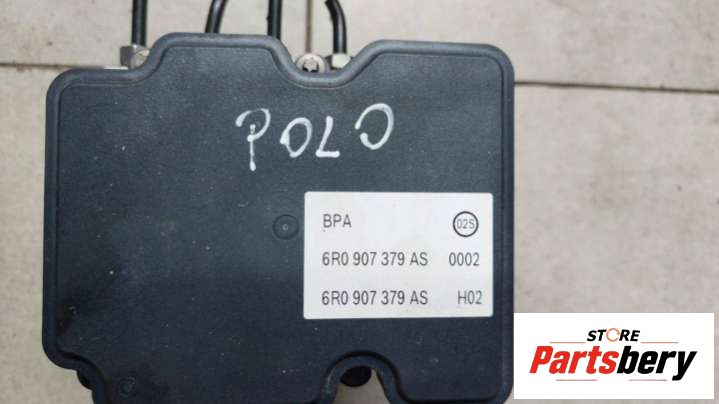 POLO
BPA 02S
6R0 907 379 AS 0002
6R0 907 379 AS H02
STORE
Partsbery